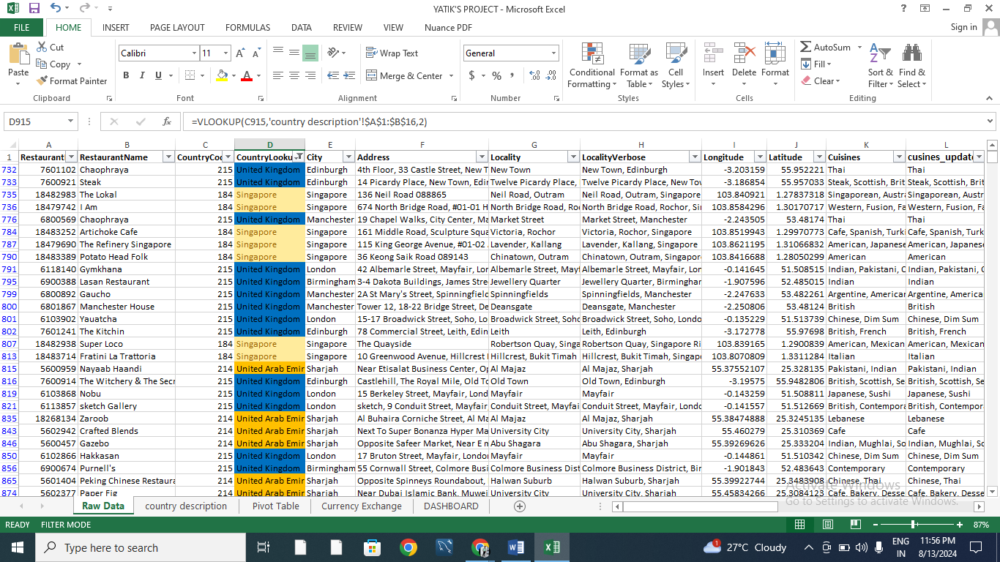 YATIK'S PROJECT - Microsoft Excel
FILE HOME INSERT PAGE LAYOUT FORMULAS DATA REVIEW VIEW Nuance PDF Sign in
Paste Cut Copy Format Painter Clipboard
Calibri 11 B I U A Font
Wrap Text Merge & Center Alignment
General $ % Number
Conditional Formatting Format as Table Cell Styles Styles
Insert Delete Format Cells
AutoSum Fill Clear Sort & Filter Find & Select Editing
D915 fx =VLOOKUP(C915,'country description'!$A$1:$B$16,2)
A B C D E F G H I J K L
1 Restaurant RestaurantName CountryCo CountryLooku City Address Locality LocalityVerbose Longitude Latitude Cuisines cusines_updat
732 7601102 Chaophraya 215 United Kingdom Edinburgh 4th Floor, 33 Castle Street, New T New Town New Town, Edinburgh -3.203159 55.952221 Thai Thai
733 7600921 Steak 215 United Kingdom Edinburgh 14 Picardy Place, New Town, Edin Twelve Picardy Place, Twelve Picardy Place, New Tov -3.186854 55.957033 Steak, Scottish, Brit Steak, Scottish, Brit
735 18482983 The Lokal 184 Singapore Singapore 136 Neil Road 088865 Neil Road, Outram Neil Road, Outram, Singapore 103.840921 1.27837318 Singaporean, Austra Singaporean, Austr
736 18479742 I Am 184 Singapore Singapore 674 North Bridge Road, #01-01 H North Bridge Road, Ro North Bridge Road, Rochor, Sir 103.8584296 1.30170717 Western, Fusion, Fa Western, Fusion, Fa
776 6800569 Chaophraya 215 United Kingdom Manchester 19 Chapel Walks, City Center, Ma Market Street Market Street, Manchester -2.243505 53.48174 Thai Thai
784 18483252 Artichoke Cafe 184 Singapore Singapore 161 Middle Road, Sculpture Squa Victoria, Rochor Victoria, Rochor, Singapore 103.8519943 1.29970773 Cafe, Spanish, Turki Cafe, Spanish, Turk
787 18479690 The Refinery Singapore 184 Singapore Singapore 115 King George Avenue, #01-02 Lavender, Kallang Lavender, Kallang, Singapore 103.8621195 1.31066832 American, Japanese American, Japanes
790 18483389 Potato Head Folk 184 Singapore Singapore 36 Keong Saik Road 089143 Chinatown, Outram Chinatown, Outram, Singapor 103.8416688 1.28050299 American American
791 6118140 Gymkhana 215 United Kingdom London 42 Albemarle Street, Mayfair, Lon Albemarle Street, Mayf Albemarle Street, Mayfair, Lor -0.141645 51.508515 Indian, Pakistani, C Indian, Pakistani, C
795 6900388 Lasan Restaurant 215 United Kingdom Birmingham 3-4 Dakota Buildings, James Stre Jewellery Quarter Jewellery Quarter, Birminghar -1.907596 52.485015 Indian Indian
799 6800892 Gaucho 215 United Kingdom Manchester 2A St Mary's Street, Spinningfielc Spinningfields Spinningfields, Manchester -2.247633 53.482261 Argentine, American Argentine, America
800 6801867 Manchester House 215 United Kingdom Manchester Tower 12, 18-22 Bridge Street, De Deansgate Deansgate, Manchester -2.250806 53.48124 British British
801 6103902 Yauatcha 215 United Kingdom London 15-17 Broadwick Street, Soho, Lo Broadwick Street, Soho Broadwick Street, Soho, Londo -0.135229 51.513739 Chinese, Dim Sum Chinese, Dim Sum
802 7601241 The Kitchin 215 United Kingdom Edinburgh 78 Commercial Street, Leith, Edin Leith Leith, Edinburgh -3.172778 55.97698 British, French British, French
807 18482938 Super Loco 184 Singapore Singapore The Quayside Robertson Quay, Singa Robertson Quay, Singapore Ri 103.839165 1.2900839 American, Mexican American, Mexican
813 18483714 Fratini La Trattoria 184 Singapore Singapore 10 Greenwood Avenue, Hillcrest I Hillcrest, Bukit Timah Hillcrest, Bukit Timah, Singap 103.8070809 1.3311284 Italian Italian
815 5600959 Nayaab Haandi 214 United Arab Emir Sharjah Near Etisalat Business Center, Op Al Majaz Al Majaz, Sharjah 55.37552107 25.328135 Pakistani, Indian Pakistani, Indian
816 7600914 The Witchery & The Secr 215 United Kingdom Edinburgh Castlehill, The Royal Mile, Old To Old Town Old Town, Edinburgh -3.19575 55.9482806 British, Scottish, Se British, Scottish, Se
819 6103868 Nobu 215 United Kingdom London 15 Berkeley Street, Mayfair, Lond Mayfair Mayfair -0.143259 51.508811 Japanese, Sushi Japanese, Sushi
821 6113857 sketch Gallery 215 United Kingdom London sketch, 9 Conduit Street, Mayfair Conduit Street, Mayfai Conduit Street, Mayfair, Londc -0.141557 51.512669 British, Contempora British, Contempor
835 18268134 Zaroob 214 United Arab Emir Sharjah Al Buhaira Corniche Street, Al Ma Al Majaz Al Majaz, Sharjah 55.38474888 25.3245135 Lebanese Lebanese
843 5602942 Crafted Blends 214 United Arab Emir Sharjah Next To Super Bonanza Hyper Ma University City University City, Sharjah 55.460279 25.310369 Cafe Cafe
846 5600457 Gazebo 214 United Arab Emir Sharjah Opposite Safeer Market, Near E n Abu Shagara Abu Shagara, Sharjah 55.39269626 25.333204 Indian, Mughlai, So Indian, Mughlai, So
850 6102866 Hakkasan 215 United Kingdom London 17 Bruton Street, Mayfair, Londo Mayfair Mayfair -0.144861 51.510342 Chinese, Dim Sum Chinese, Dim Sum
856 6900674 Purnell's 215 United Kingdom Birmingham 55 Cornwall Street, Colmore Busi Colmore Business Dist Colmore Business District, Bir -1.901843 52.483643 Contemporary Contemporary
865 5601404 Peking Chinese Restaura 214 United Arab Emir Sharjah Opposite Spinneys Roundabout, Halwan Suburb Halwan Suburb, Sharjah 55.39922744 25.3483908 Chinese, Thai Chinese, Thai
874 5602377 Paper Fig 214 United Arab Emir Sharjah Near Dubai Islamic Bank, Muwei University City University City, Sharjah 55.45834266 25.3084123 Cafe, Bakery, Desse Cafe, Bakery, Desse
Activate Windows
Go to Settings to activate Windows.
Raw Data country description Pivot Table Currency Exchange DASHBOARD
READY FILTER MODE 87%
Type here to search 1 27°C Cloudy ENG IN 11:56 PM 8/13/2024